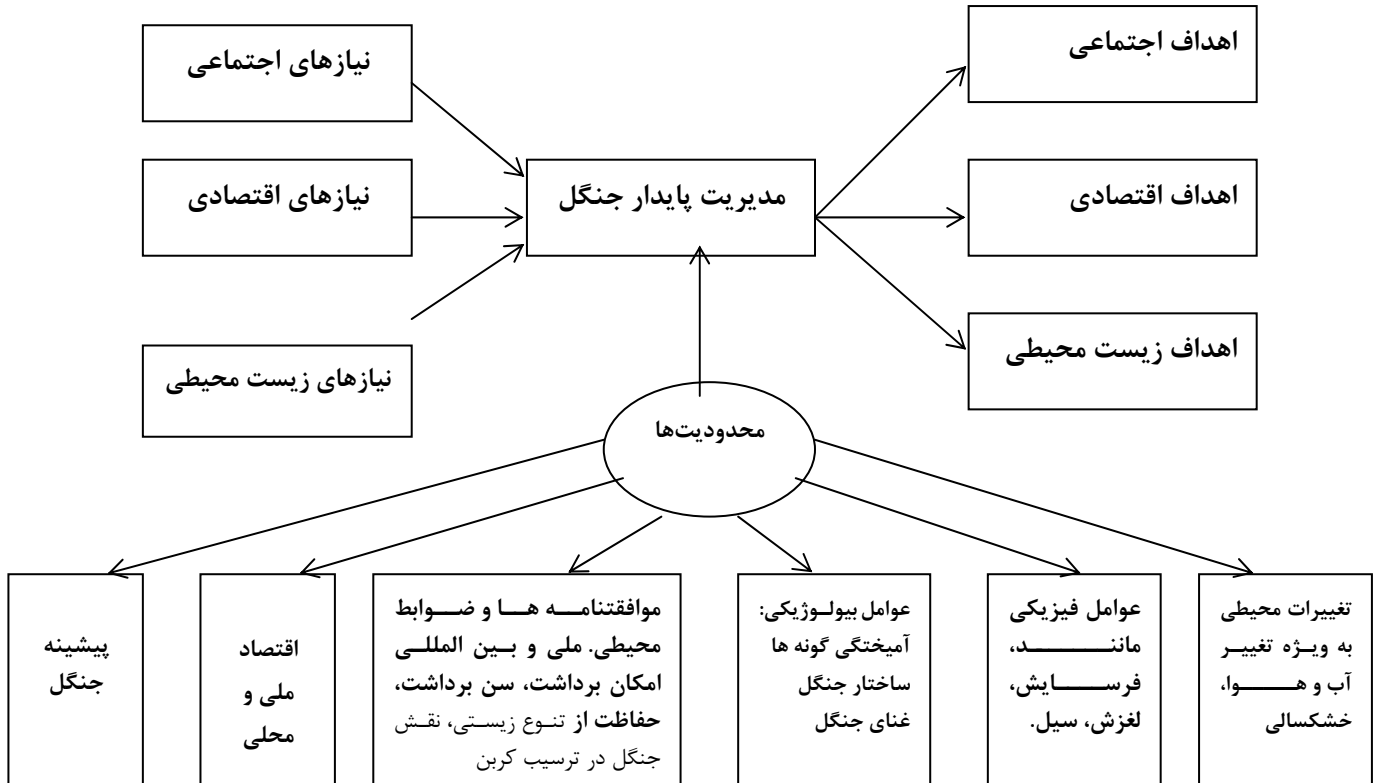 اهداف اجتماعی
نیازهای اجتماعی
اهداف اقتصادی
مدیریت پایدار جنگل
نیازهای اقتصادی
اهداف زیست محیطی
نیازهای زیست محیطی
محدودیت‌ها
تغییرات محیطی
به ویژه تغییر
آب و هوا،
خشکسالی
عوامل فیزیکی
مانند،
فرسایش،
لغزش، سیل.
عوامل بیولوژیکی:
آمیختگی گونه ها
ساختار جنگل
غنای جنگل
موافقتنامه ها و ضوابط
محیطی. ملی و بین المللی
امکان برداشت، سن برداشت،
حفاظت از تنوع زیستی، نقش
جنگل در ترسیب کربن
اقتصاد
ملی و
محلی
پیشینه
جنگل